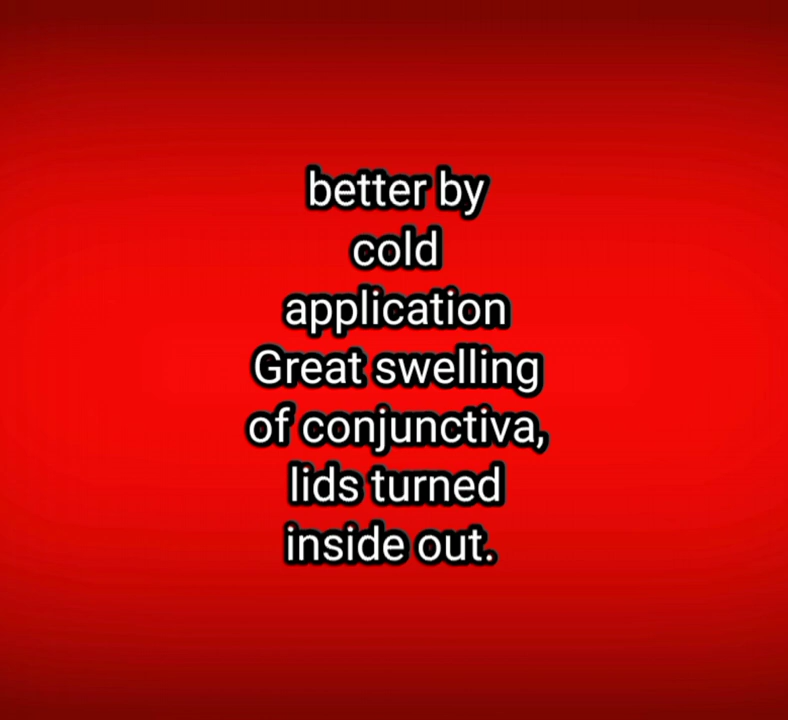 better by
cold
application
Great swelling
of conjunctiva,
lids turned
inside out.